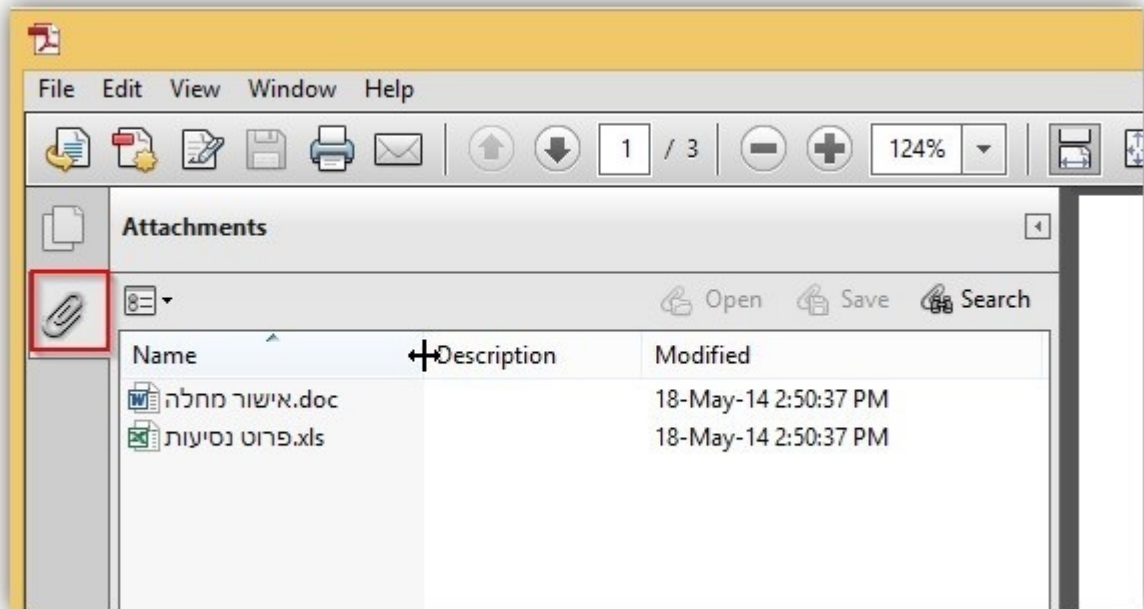 File Edit View Window Help
1 / 3 124%
Attachments
Open Save Search
Name Description Modified
אישור מחלה.doc 18-May-14 2:50:37 PM
פרוט נסיעות.xls 18-May-14 2:50:37 PM